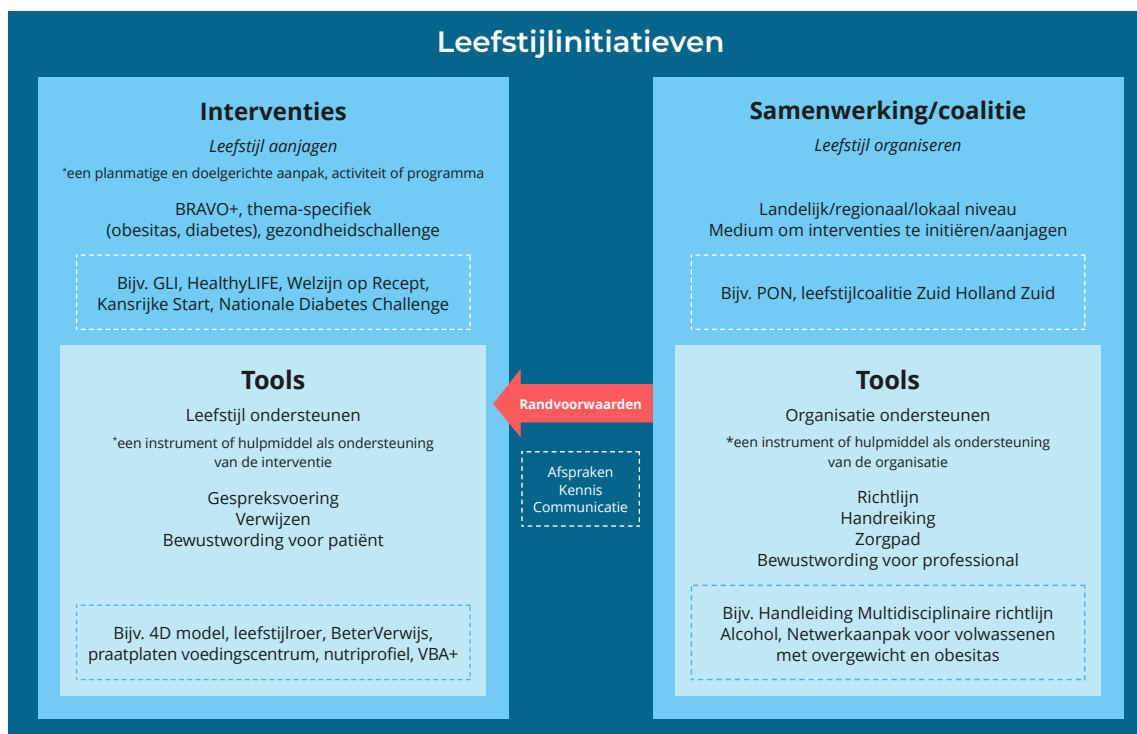 Leefstijlinitiatieven
Interventies
Leefstijl aanjagen
*een planmatige en doelgerichte aanpak, activiteit of programma
BRAVO+, thema-specifiek
(obesitas, diabetes), gezondheidschallenge
Bijv. GLI, HealthyLIFE, Welzijn op Recept,
Kansrijke Start, Nationale Diabetes Challenge
Tools
Leefstijl ondersteunen
*een instrument of hulpmiddel als ondersteuning
van de interventie
Gespreksvoering
Verwijzen
Bewustwording voor patiënt
Bijv. 4D model, leefstijlroer, BeterVerwijs,
praatplaten voedingscentrum, nutriprofiel, VBA+
Randvoorwaarden
Afspraken
Kennis
Communicatie
Samenwerking/coalitie
Leefstijl organiseren
Landelijk/regionaal/lokaal niveau
Medium om interventies te initiëren/aanjagen
Bijv. PON, leefstijlcoalitie Zuid Holland Zuid
Tools
Organisatie ondersteunen
*een instrument of hulpmiddel als ondersteuning
van de organisatie
Richtlijn
Handreiking
Zorgpad
Bewustwording voor professional
Bijv. Handleiding Multidisciplinaire richtlijn
Alcohol, Netwerkaanpak voor volwassenen
met overgewicht en obesitas